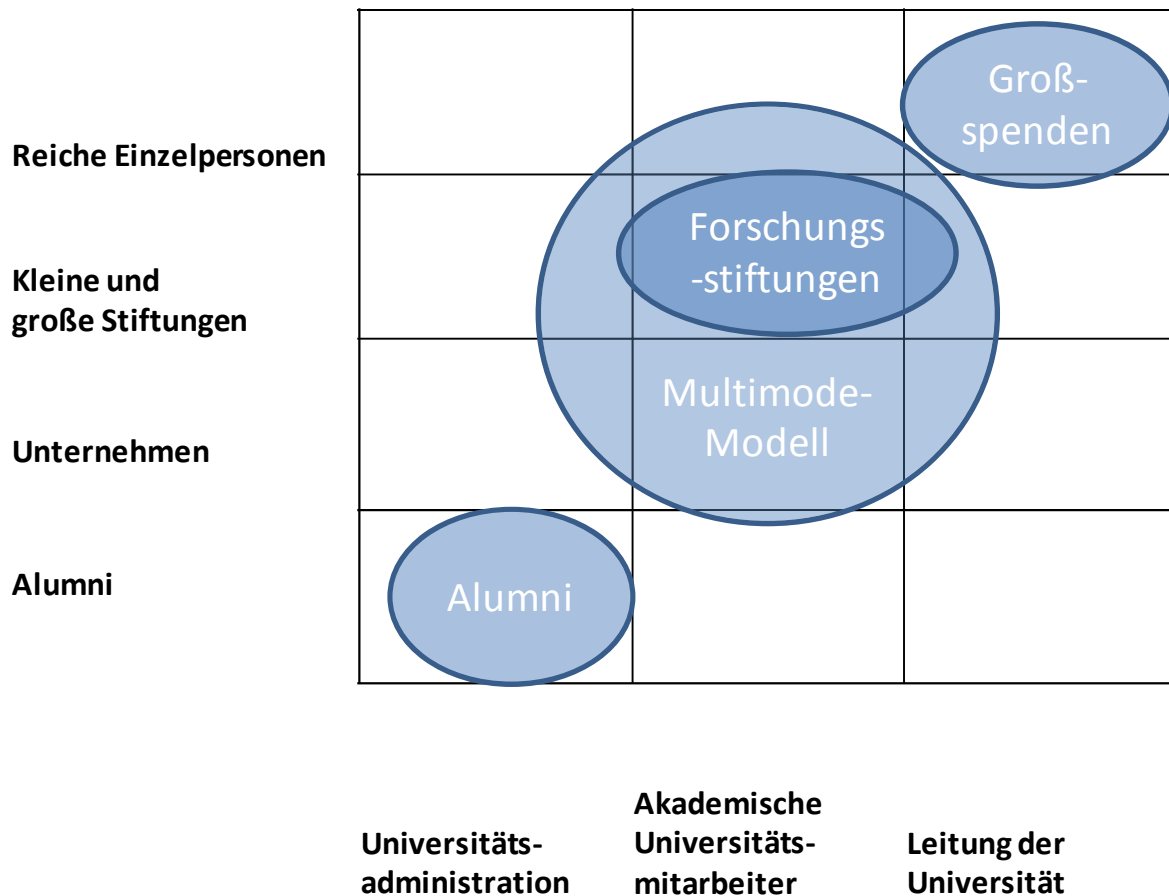 Groß-
spenden
Reiche Einzelpersonen
Forschungs
-stiftungen
Kleine und
große Stiftungen
Multimode-
Modell
Unternehmen
Alumni
Alumni
Universitäts-
administration
Akademische
Universitäts-
mitarbeiter
Leitung der
Universität